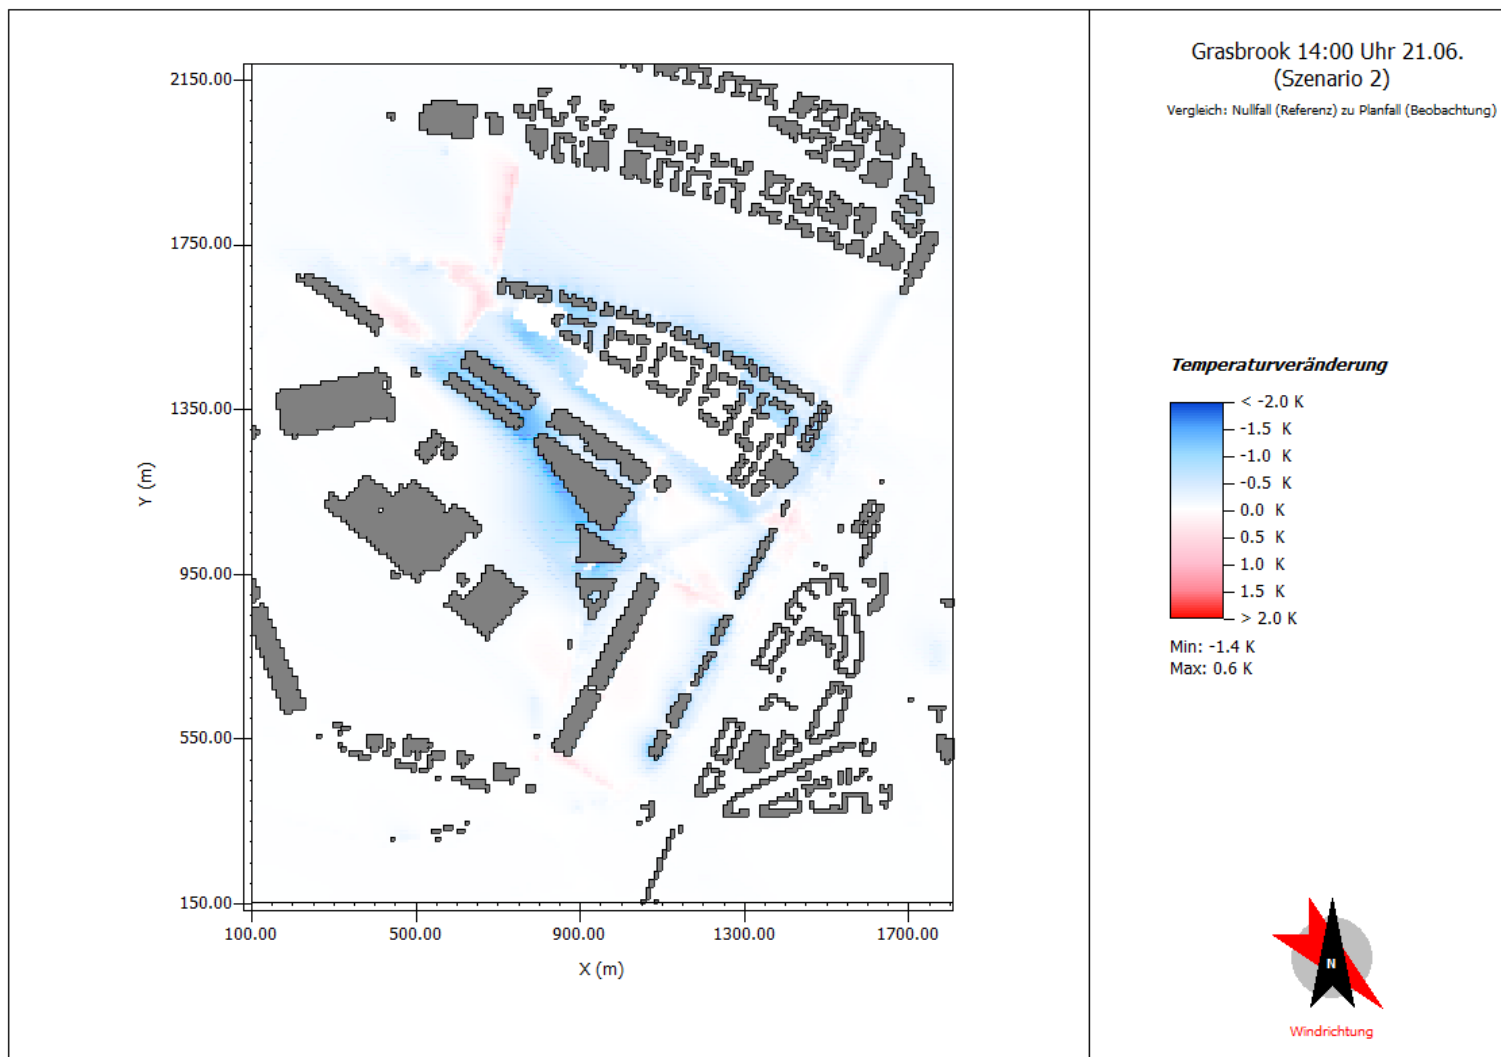 Grasbrook 14:00 Uhr 21.06.
(Szenario 2)
Vergleich: Nullfall (Referenz) zu Planfall (Beobachtung)
2150.00
1750.00
1350.00
950.00
550.00
150.00
Y (m)
100.00 500.00 900.00 1300.00 1700.00
X (m)
Temperaturveränderung
< -2.0 K
-1.5 K
-1.0 K
-0.5 K
0.0 K
0.5 K
1.0 K
1.5 K
> 2.0 K
Min: -1.4 K
Max: 0.6 K
N
Windrichtung